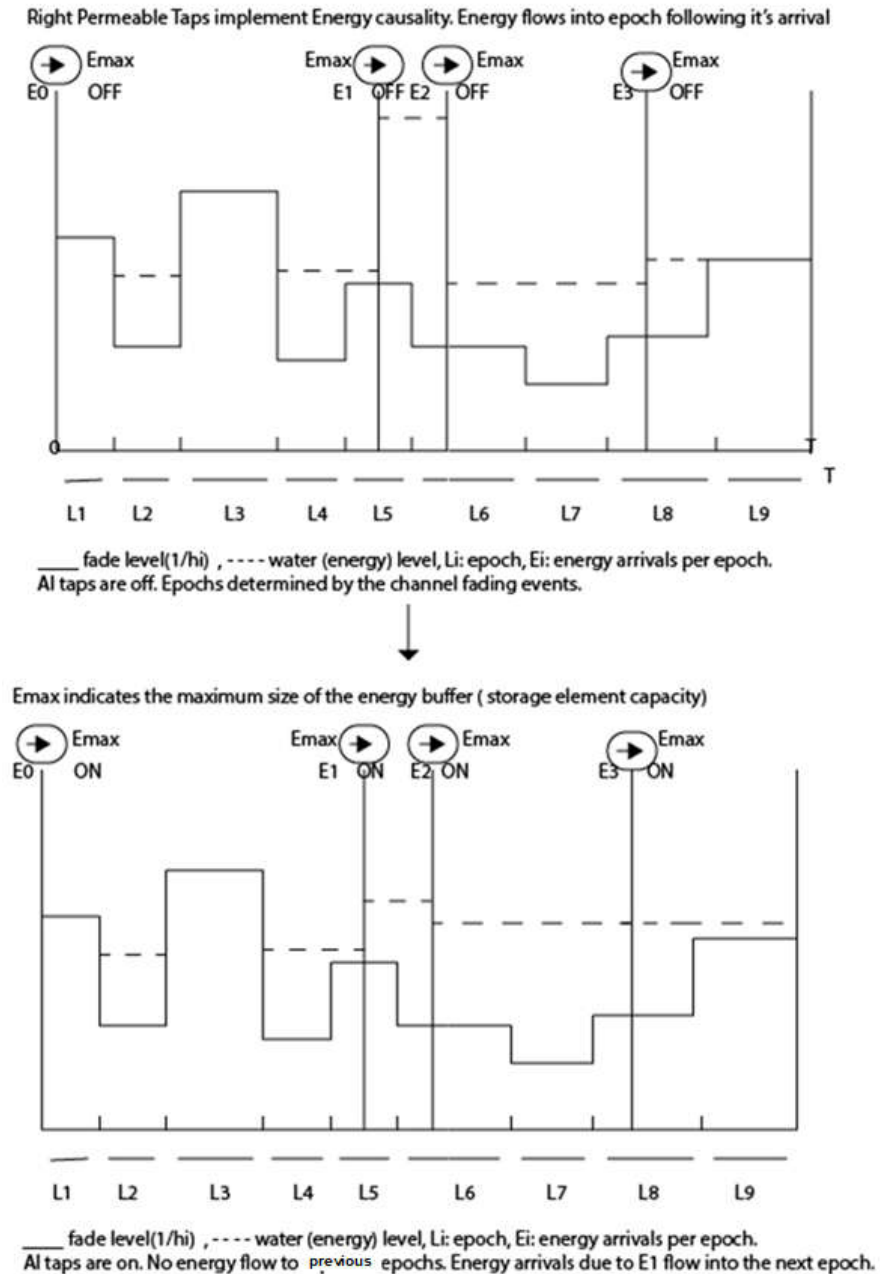 Right Permeable Taps implement Energy causality. Energy flows into epoch following it's arrival
Emax Emax Emax Emax
E0 OFF E1 OFF E2 OFF E3 OFF
0 T
T
L1 L2 L3 L4 L5 L6 L7 L8 L9
____ fade level(1/hi) , ---- water (energy) level, Li: epoch, Ei: energy arrivals per epoch.
Al taps are off. Epochs determined by the channel fading events.
Emax indicates the maximum size of the energy buffer ( storage element capacity)
Emax Emax Emax Emax
E0 ON E1 ON E2 ON E3 ON
L1 L2 L3 L4 L5 L6 L7 L8 L9
____ fade level(1/hi) , ---- water (energy) level, Li: epoch, Ei: energy arrivals per epoch.
Al taps are on. No energy flow to previous epochs. Energy arrivals due to E1 flow into the next epoch.